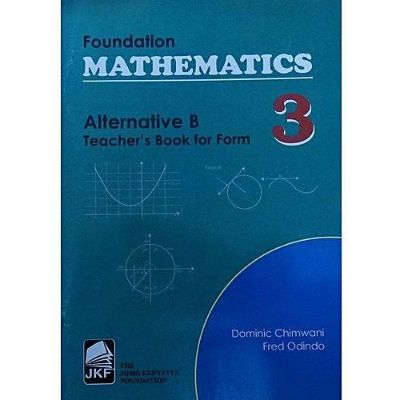 Foundation
MATHEMATICS
Alternative B
Teacher's Book for Form 3
Dominic Chimwani
Fred Odindo
JKF
THE
JOMO KENYATTA
FOUNDATION